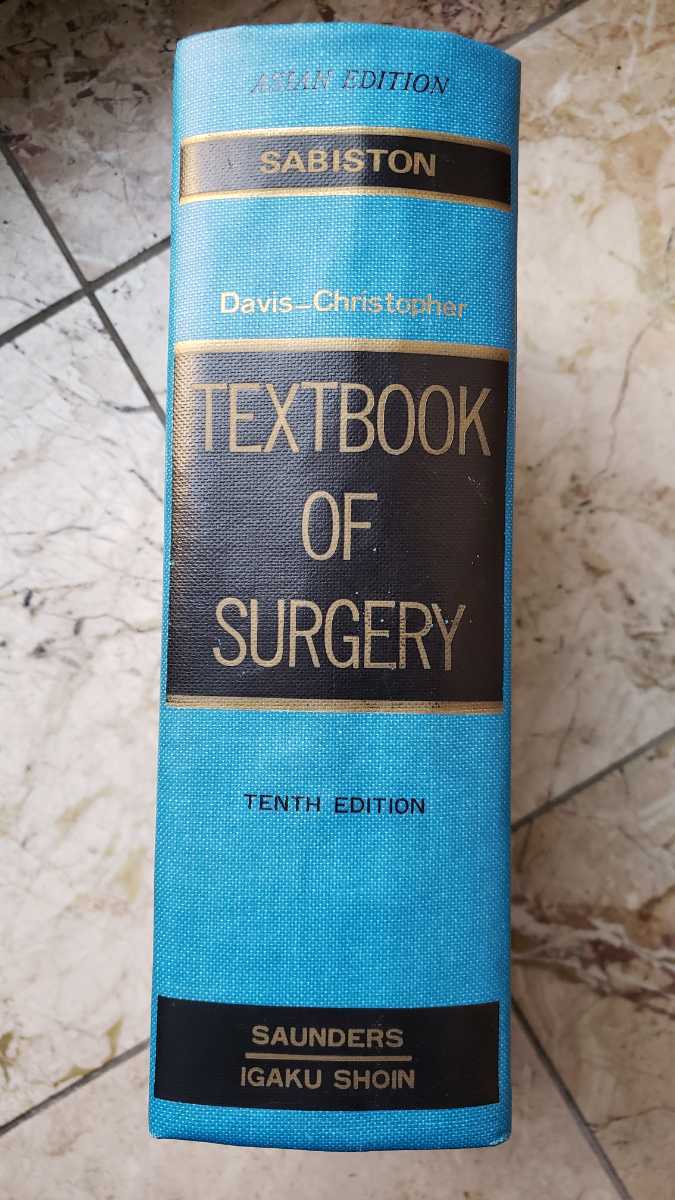 ASIAN EDITION
SABISTON
Davis-Christopher
TEXTBOOK
OF
SURGERY
TENTH EDITION
SAUNDERS
IGAKU SHOIN